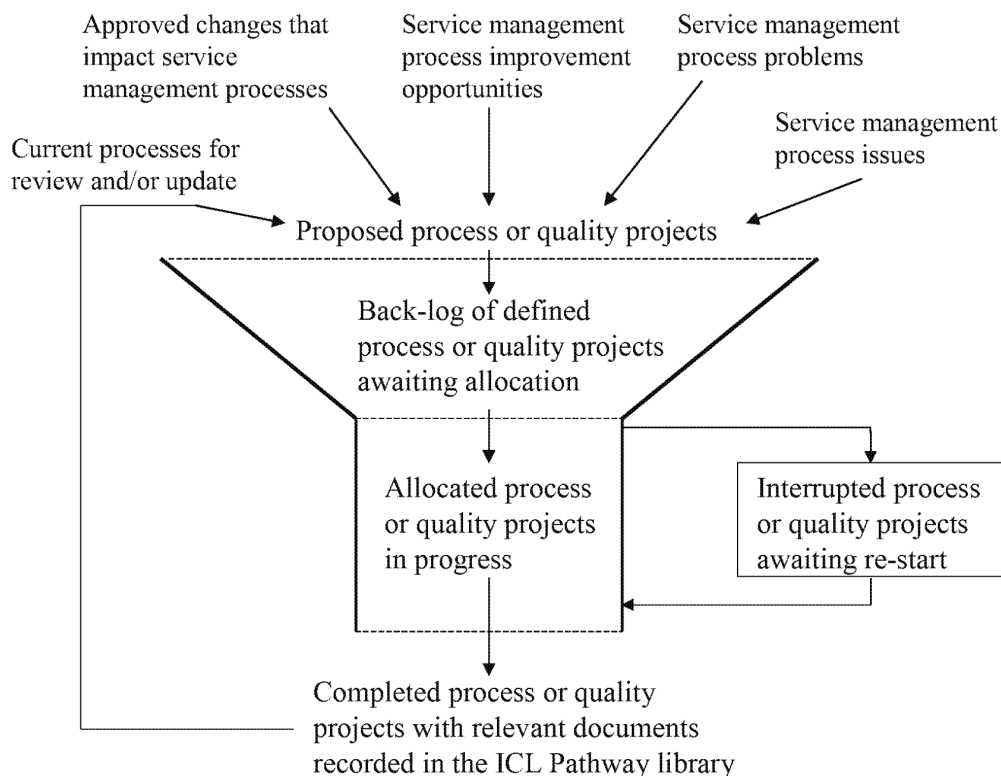 Approved changes that
impact service
management processes
Service management
process improvement
opportunities
Service management
process problems
Service management
process issues
Current processes for
review and/or update
Proposed process or quality projects
Back-log of defined
process or quality projects
awaiting allocation
Allocated process
or quality projects
in progress
Interrupted process
or quality projects
awaiting re-start
Completed process or quality
projects with relevant documents
recorded in the ICL Pathway library